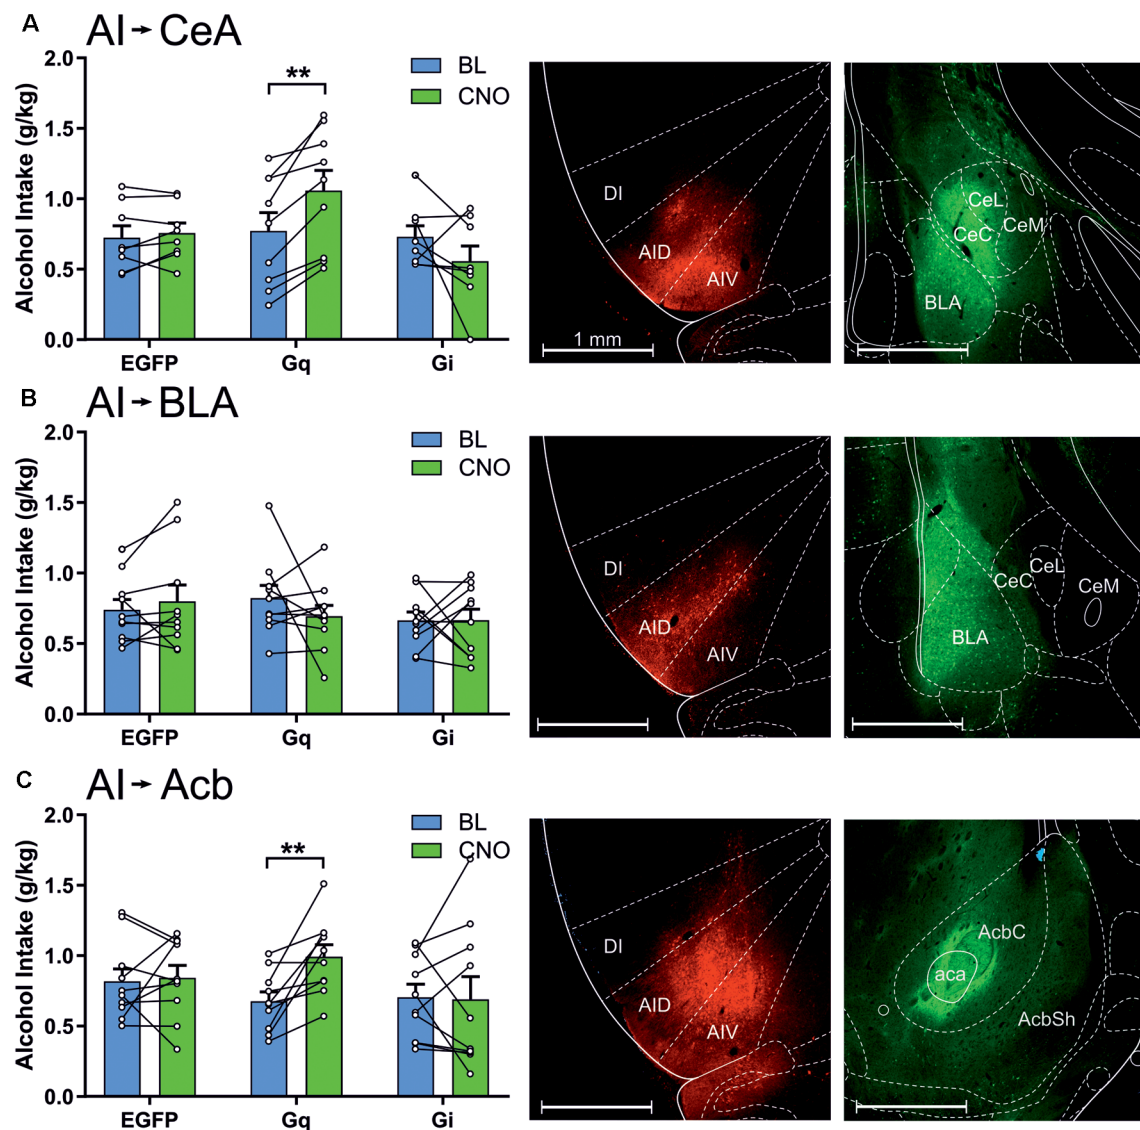 A
AI→CeA
2.0
1.5
1.0
0.5
0.0
Alcohol Intake (g/kg)
BL
CNO
**
EGFP
Gq
Gi
DI
AID
AIV
1 mm
CeL
CeM
CeC
BLA
B
AI→BLA
2.0
1.5
1.0
0.5
0.0
Alcohol Intake (g/kg)
BL
CNO
EGFP
Gq
Gi
DI
AID
AIV
CeL
CeC
CeM
BLA
C
AI→Acb
2.0
1.5
1.0
0.5
0.0
Alcohol Intake (g/kg)
BL
CNO
**
EGFP
Gq
Gi
DI
AID
AIV
AcbC
aca
AcbSh